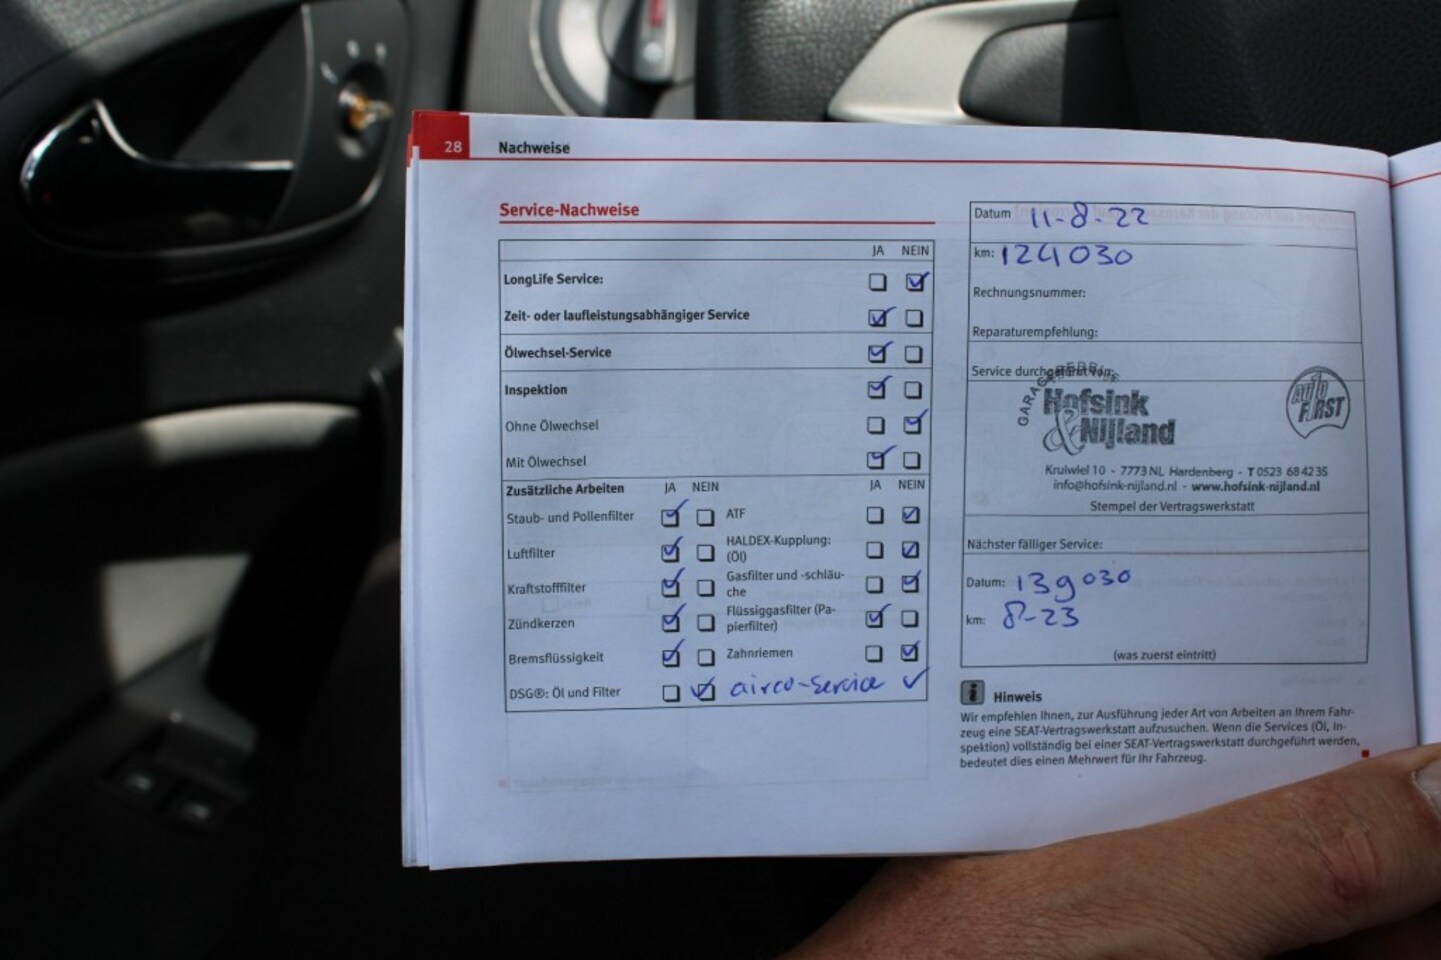 28 Nachweise
Service-Nachweise
JA NEIN
LongLife Service:
Zeit- oder laufleistungsabhängiger Service
Ölwechsel-Service
Inspektion
Ohne Ölwechsel
Mit Ölwechsel
Zusätzliche Arbeiten JA NEIN JA NEIN
Staub- und Pollenfilter ATF
Luftfilter HALDEX-Kupplung:
(Öl)
Kraftstofffilter Gasfilter und -schläu-
che
Zündkerzen Flüssiggasfilter (Pa-
pierfilter)
Bremsflüssigkeit Zahnriemen
DSG®: Öl und Filter airco-service
Datum 11-8-22
km: 124030
Rechnungsnummer:
Reparaturempfehlung:
Service durchgeführt von:
GARAGEBEDRIJF
Hofsink
& Nijland
auto
FIRST
Kruiwiel 10 - 7773 NL Hardenberg - T 0523 68 42 35
info@hofsink-nijland.nl - www.hofsink-nijland.nl
Stempel der Vertragswerkstatt
Nächster fälliger Service:
Datum: 139030
km: 8-23
(was zuerst eintritt)
i Hinweis
Wir empfehlen Ihnen, zur Ausführung jeder Art von Arbeiten an Ihrem Fahr-
zeug eine SEAT-Vertragswerkstatt aufzusuchen. Wenn die Services (Öl, In-
spektion) vollständig bei einer SEAT-Vertragswerkstatt durchgeführt werden,
bedeutet dies einen Mehrwert für Ihr Fahrzeug.